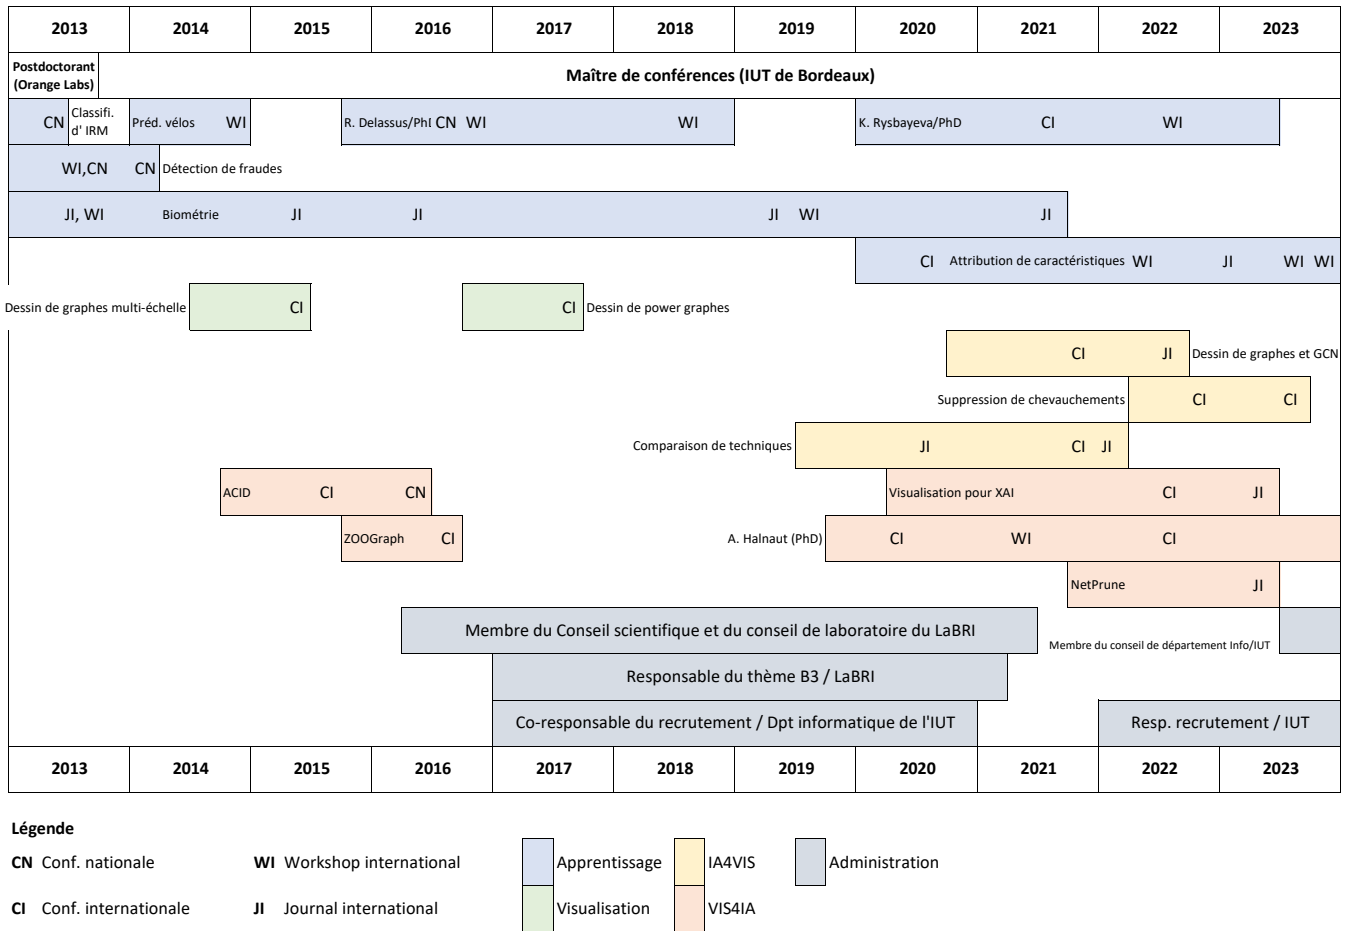 2013 2014 2015 2016 2017 2018 2019 2020 2021 2022 2023
Postdoctorant
(Orange Labs)
Maître de conférences (IUT de Bordeaux)
CN Classifi.
d' IRM
Préd. vélos WI R. Delassus/PhI CN WI WI K. Rysbayeva/PhD CI WI
WI,CN CN Détection de fraudes
JI, WI Biométrie JI JI JI WI JI
CI Attribution de caractéristiques WI JI WI WI
Dessin de graphes multi-échelle CI CI Dessin de power graphes
CI JI Dessin de graphes et GCN
Suppression de chevauchements CI CI
Comparaison de techniques JI CI JI
ACID CI CN Visualisation pour XAI CI JI
ZOOGraph CI A. Halnaut (PhD) CI WI CI
NetPrune JI
Membre du Conseil scientifique et du conseil de laboratoire du LaBRI
Membre du conseil de département Info/IUT
Responsable du thème B3 / LaBRI
Co-responsable du recrutement / Dpt informatique de l'IUT Resp. recrutement / IUT
2013 2014 2015 2016 2017 2018 2019 2020 2021 2022 2023
Légende
CN Conf. nationale WI Workshop international Apprentissage IA4VIS Administration
CI Conf. internationale JI Journal international Visualisation VIS4IA